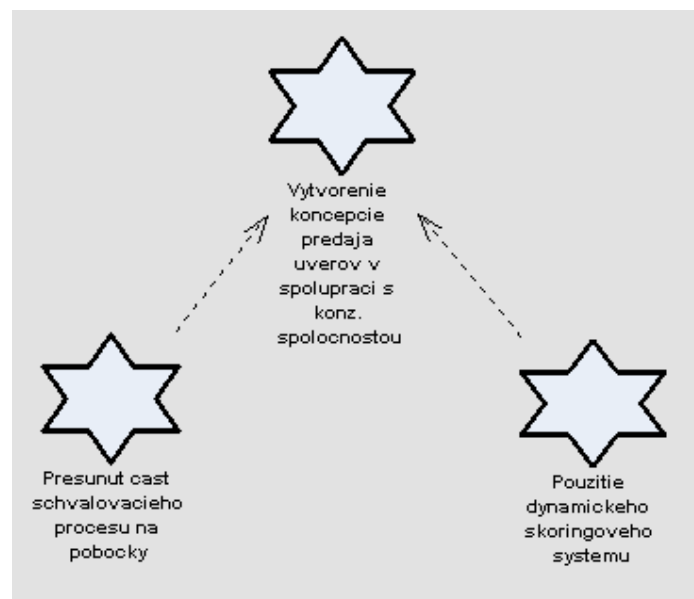 Vytvorenie
koncepcie
predaja
uverov v
spolupraci s
konz.
spolocnostou
Presunut cast
schvalovacieho
procesu na
pobocky
Pouzitie
dynamickeho
skoringoveho
systemu